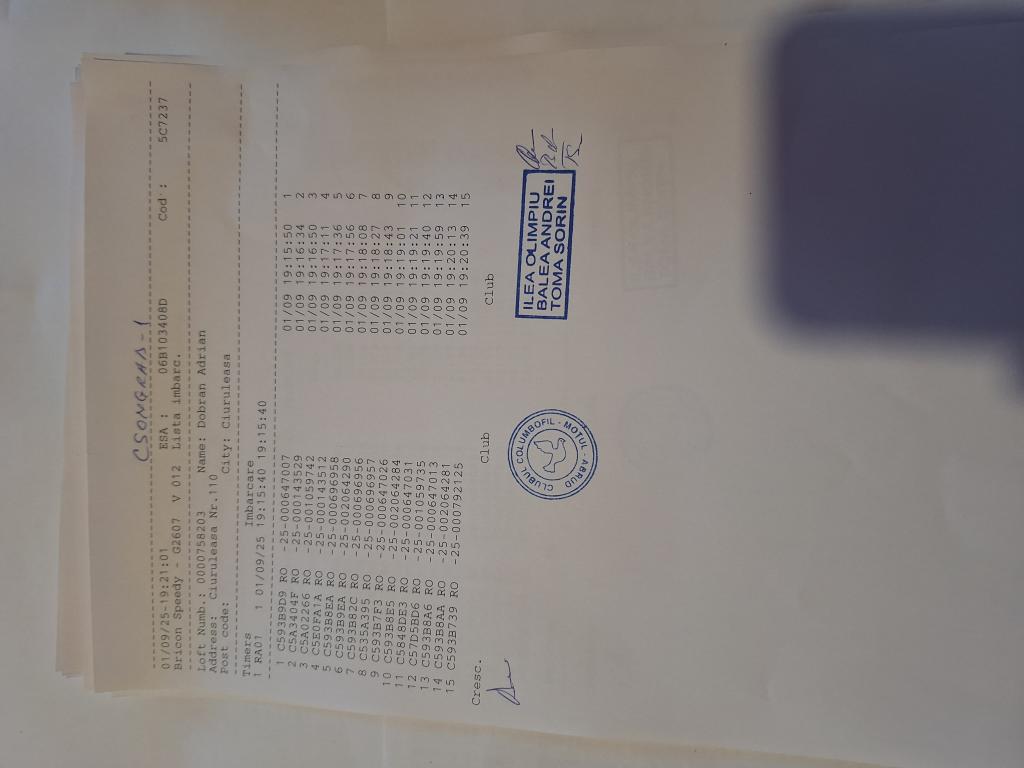 CSONGRAD-1
01/09/25-19:21:01 ESA : 06B103408D Cod : 5C7237
Bricon Speedy - G2607 V 012 Lista imbarc.
Loft Numb.: 0000758203 Name: Dobran Adrian
Address: Ciuruleasa Nr.110
Post code: City: Ciuruleasa
Timers Imbarcare
1 RA01 1 01/09/25 19:15:40 19:15:40
1 C593B9D9 RO -25-000647007 01/09 19:15:50 1
2 C5A3404F RO -25-000143529 01/09 19:16:34 2
3 C5A02266 RO -25-001059742 01/09 19:16:50 3
4 C5E0FA1A RO -25-000143512 01/09 19:17:11 4
5 C593B8EA RO -25-000696958 01/09 19:17:36 5
6 C593B9EA RO -25-002064290 01/09 19:17:56 6
7 C593B82C RO -25-000696956 01/09 19:18:08 7
8 C535A395 RO -25-000696957 01/09 19:18:27 8
9 C593B7F3 RO -25-000647026 01/09 19:18:43 9
10 C593B8E5 RO -25-002064284 01/09 19:19:01 10
11 C5848DE3 RO -25-000647031 01/09 19:19:21 11
12 C57D5BD6 RO -25-001059735 01/09 19:19:40 12
13 C593B8A6 RO -25-000647013 01/09 19:19:59 13
14 C593B8AA RO -25-002064281 01/09 19:20:13 14
15 C593B739 RO -25-000792125 01/09 19:20:39 15
Cresc. Club Club
CLUBUL COLUMBOFIL - MOTUL - ABRUD
ILEA OLIMPIU
BALEA ANDREI
TOMA SORIN